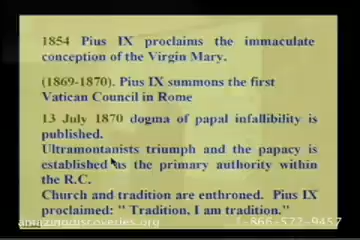 1854 Pius IX proclaims the immaculate
conception of the Virgin Mary.
(1869-1870). Pius IX summons the first
Vatican Council in Rome
13 July 1870 dogma of papal infallibility is
published.
Ultramontanists triumph and the papacy is
established as the primary authority within
the R.C.
Church and tradition are enthroned. Pius IX
proclaimed: " Tradition, I am tradition."
amazingdiscoveries.org
1-866-572-9457